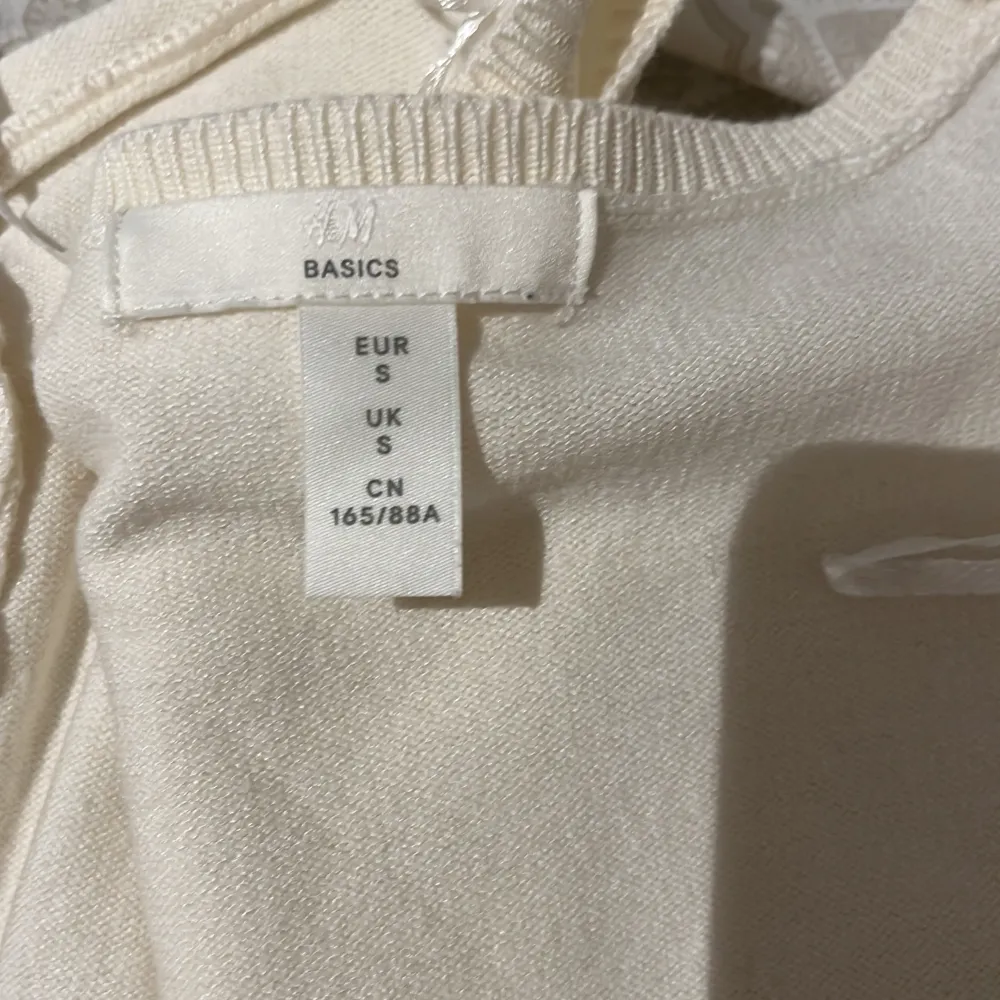 H&M
BASICS
EUR
S
UK
S
CN
165/88A